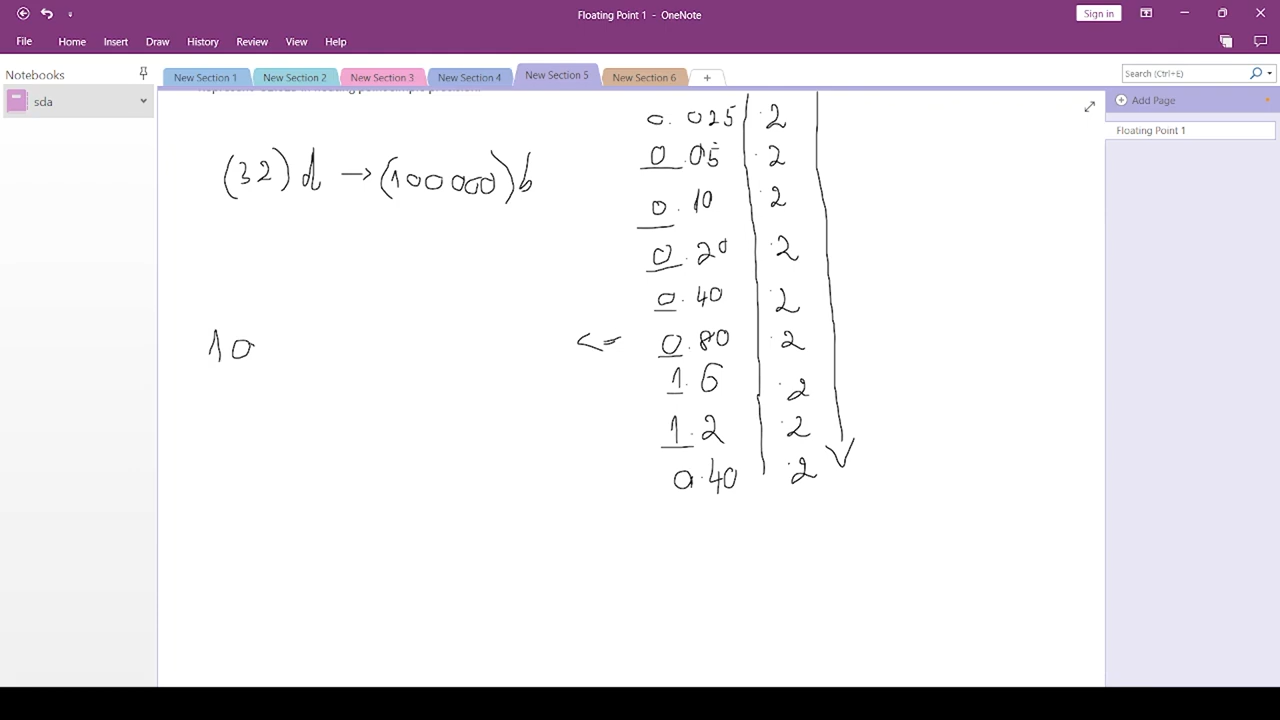 Floating Point 1 - OneNote
Sign in
File Home Insert Draw History Review View Help
Notebooks
sda
New Section 1 New Section 2 New Section 3 New Section 4 New Section 5 New Section 6 +
Search (Ctrl+E)
Add Page
Floating Point 1
(32)d → (100000)b
10
0.025 | .2
0.05 | .2
0.10 | .2
0.20 | .2
0.40 | .2
<= 0.80 | .2
1.6 | .2
1.2 | .2
0.40 | .2